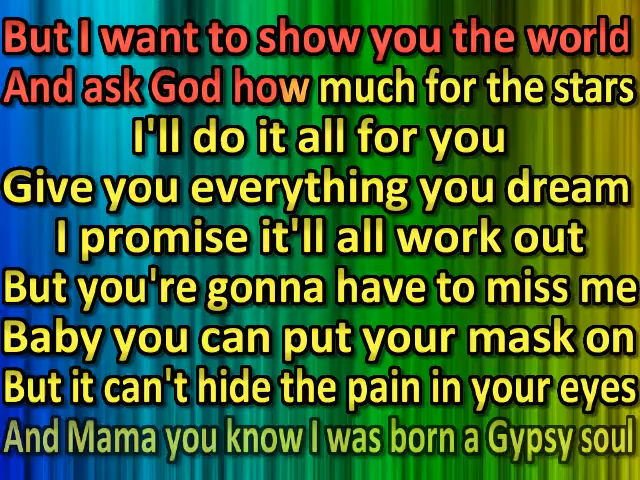 But I want to show you the world
And ask God how much for the stars
I'll do it all for you
Give you everything you dream
I promise it'll all work out
But you're gonna have to miss me
Baby you can put your mask on
But it can't hide the pain in your eyes
And Mama you know I was born a Gypsy soul